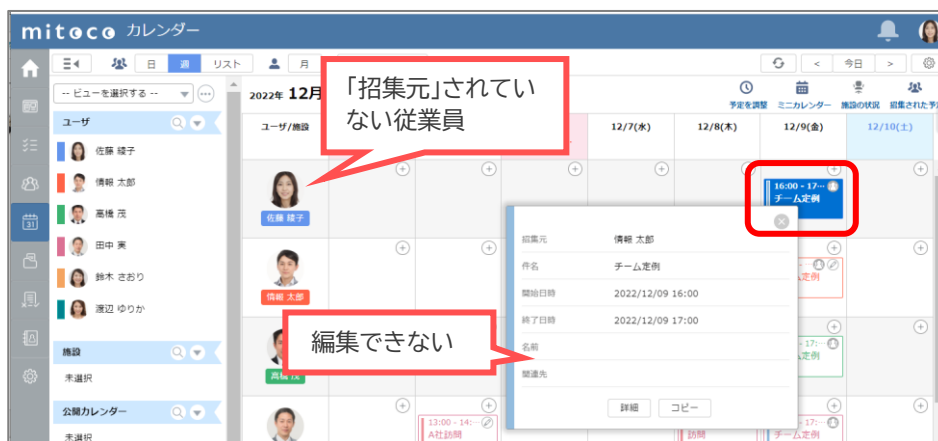 mitoco カレンダー
日 週 リスト 月
< 今日 >
-- ビューを選択する --
2022年 12月
予定を調整 ミニカレンダー 施設の状況 招集された予
「招集元」されてい
ない従業員
ユーザ
佐藤 綾子
情報 太郎
高橋 茂
田中 実
鈴木 さおり
渡辺 ゆりか
施設
未選択
公開カレンダー
未選択
ユーザ/施設
12/7(水) 12/8(木) 12/9(金) 12/10(土)
佐藤 綾子
16:00 - 17…
チーム定例
情報 太郎
ム定例
招集元 情報 太郎
件名 チーム定例
開始日時 2022/12/09 16:00
終了日時 2022/12/09 17:00
名前
関連先
詳細 コピー
編集できない
高橋 茂
- 17:…
ム定例
13:00 - 14:…
A社訪問
訪問
- 17:…
チーム定例